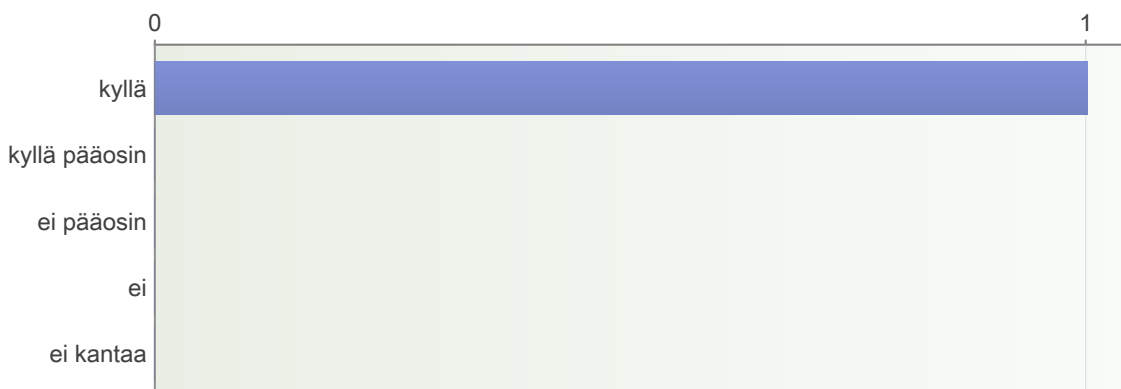 0 1
kyllä
kyllä pääosin
ei pääosin
ei
ei kantaa